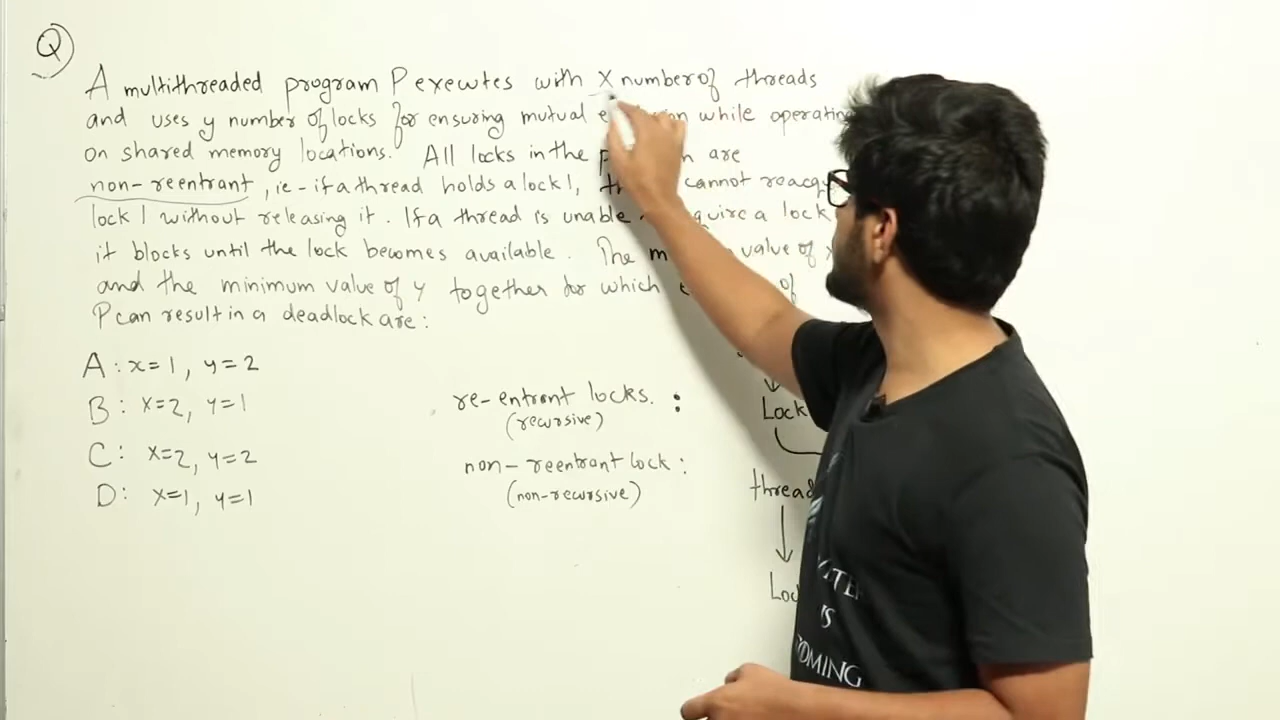 Q
A multithreaded program P executes with x number of threads
and uses y number of locks for ensuring mutual while operating
on shared memory locations. All locks in the are
non-reentrant, ie - if a thread holds a lock l, cannot
lock l without releasing it. If a thread is unable a lock
it blocks until the lock becomes available. The value of x
and the minimum value of y together for which of
P can result in a deadlock are:
A: x=1, y=2
B: x=2, y=1
C: x=2, y=2
D: x=1, y=1
re-entrant locks. :
(recursive)
non-reentrant lock:
(non-recursive)
Lock
thread
IS